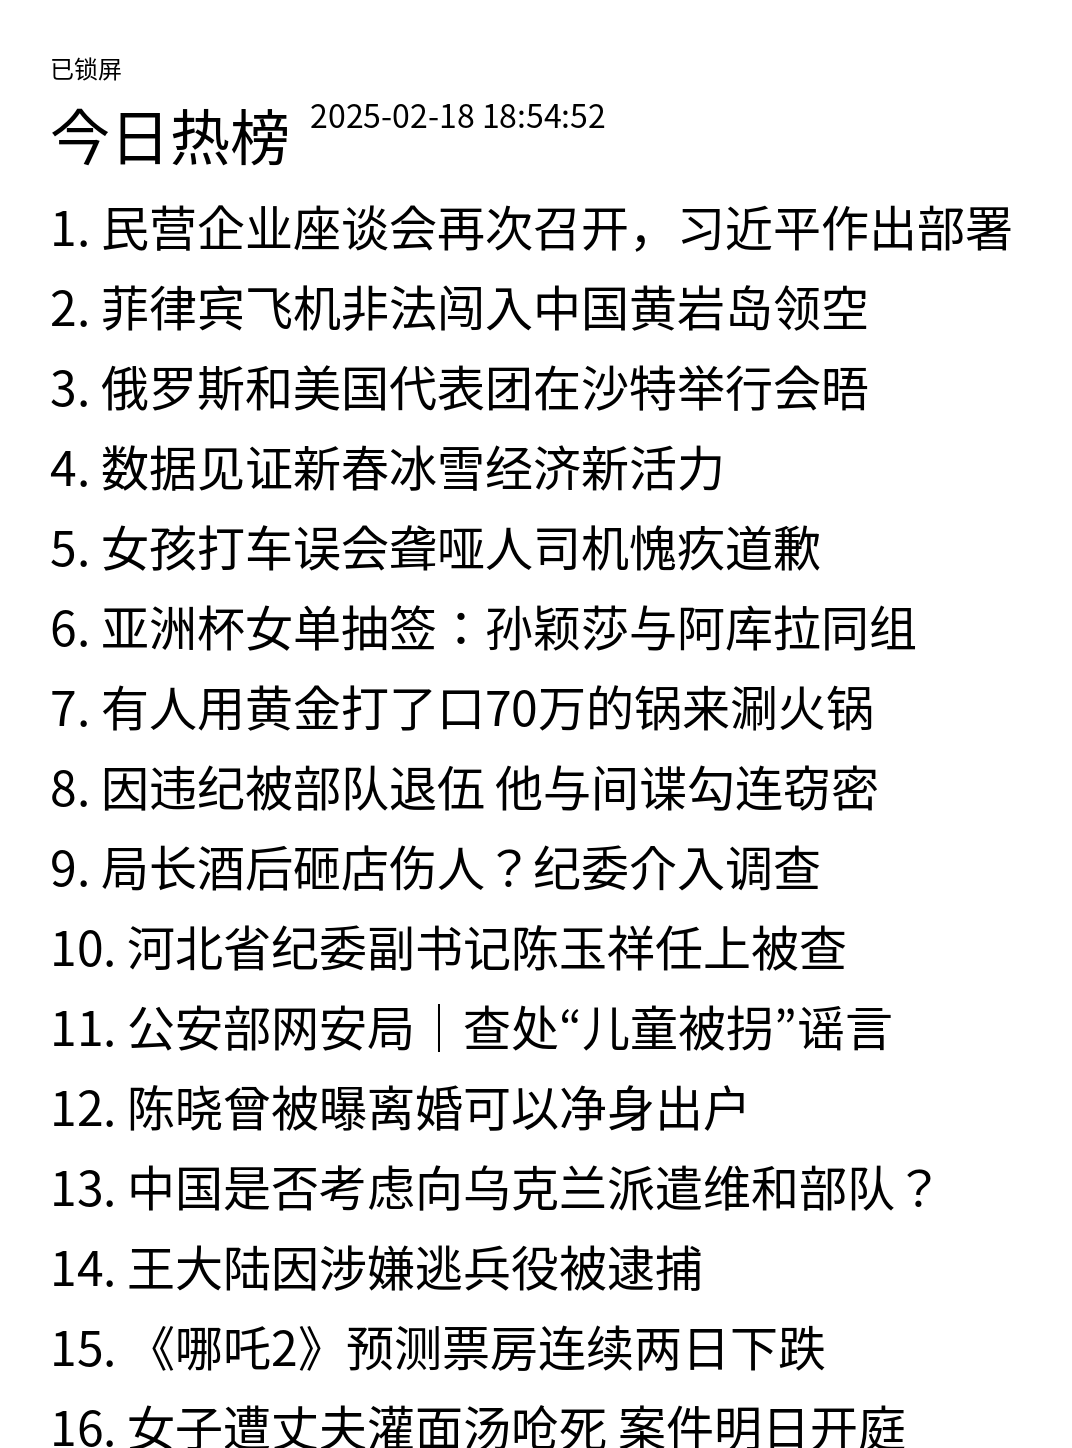 已锁屏
今日热榜 2025-02-18 18:54:52
1. 民营企业座谈会再次召开，习近平作出部署
2. 菲律宾飞机非法闯入中国黄岩岛领空
3. 俄罗斯和美国代表团在沙特举行会晤
4. 数据见证新春冰雪经济新活力
5. 女孩打车误会聋哑人司机愧疚道歉
6. 亚洲杯女单抽签：孙颖莎与阿库拉同组
7. 有人用黄金打了口70万的锅来涮火锅
8. 因违纪被部队退伍 他与间谍勾连窃密
9. 局长酒后砸店伤人？纪委介入调查
10. 河北省纪委副书记陈玉祥任上被查
11. 公安部网安局｜查处“儿童被拐”谣言
12. 陈晓曾被曝离婚可以净身出户
13. 中国是否考虑向乌克兰派遣维和部队？
14. 王大陆因涉嫌逃兵役被逮捕
15. 《哪吒2》预测票房连续两日下跌
16. 女子遭丈夫灌面汤呛死 案件明日开庭